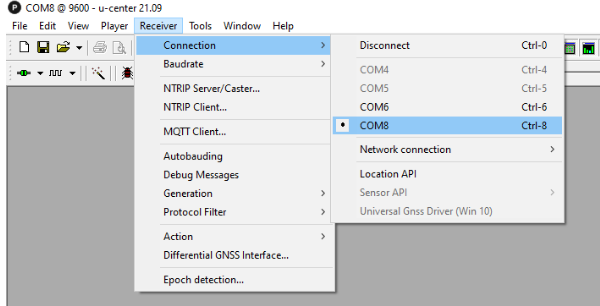 COM8 @ 9600 - u-center 21.09
File Edit View Player Receiver Tools Window Help
Connection
Baudrate
NTRIP Server/Caster...
NTRIP Client...
MQTT Client...
Autobauding
Debug Messages
Generation
Protocol Filter
Action
Differential GNSS Interface...
Epoch detection...
Disconnect Ctrl-0
COM4 Ctrl-4
COM5 Ctrl-5
COM6 Ctrl-6
COM8 Ctrl-8
Network connection
Location API
Sensor API
Universal Gnss Driver (Win 10)